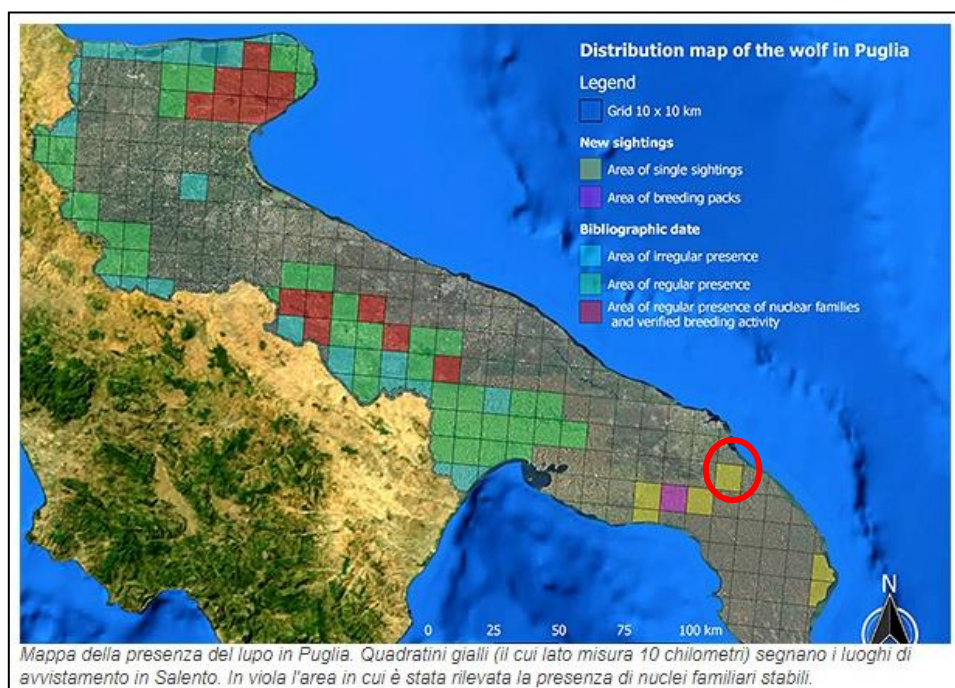 Distribution map of the wolf in Puglia
Legend
Grid 10 x 10 km
New sightings
Area of single sightings
Area of breeding packs
Bibliographic date
Area of irregular presence
Area of regular presence
Area of regular presence of nuclear families
and verified breeding activity
N
0 25 50 75 100 km
Mappa della presenza del lupo in Puglia. Quadratini gialli (il cui lato misura 10 chilometri) segnano i luoghi di
avvistamento in Salento. In viola l'area in cui è stata rilevata la presenza di nuclei familiari stabili.